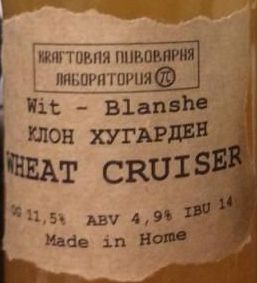 КRAFTОВАЯ ПИВОВАРНЯ
ЛАБОРАТОРИЯ π
Wit - Blanshe
КЛОН ХУГАРДЕН
WHEAT CRUISER
OG 11,5% ABV 4,9% IBU 14
Made in Home